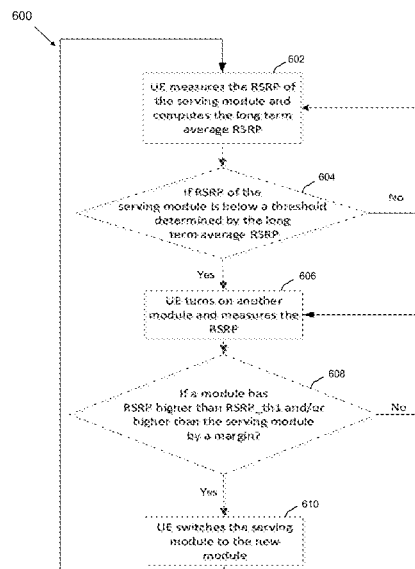 600
602
UE measures the RSRP of
the serving module and
computes the long term
average RSRP
604
If RSRP of the
serving module is below a threshold
determined by the long
term average RSRP
No
Yes
606
UE turns on another
module and measures the
RSRP
608
If a module has
RSRP higher than RSRP_th1 and/or
higher than the serving module
by a margin?
No
Yes
610
UE switches the serving
module to the new
module